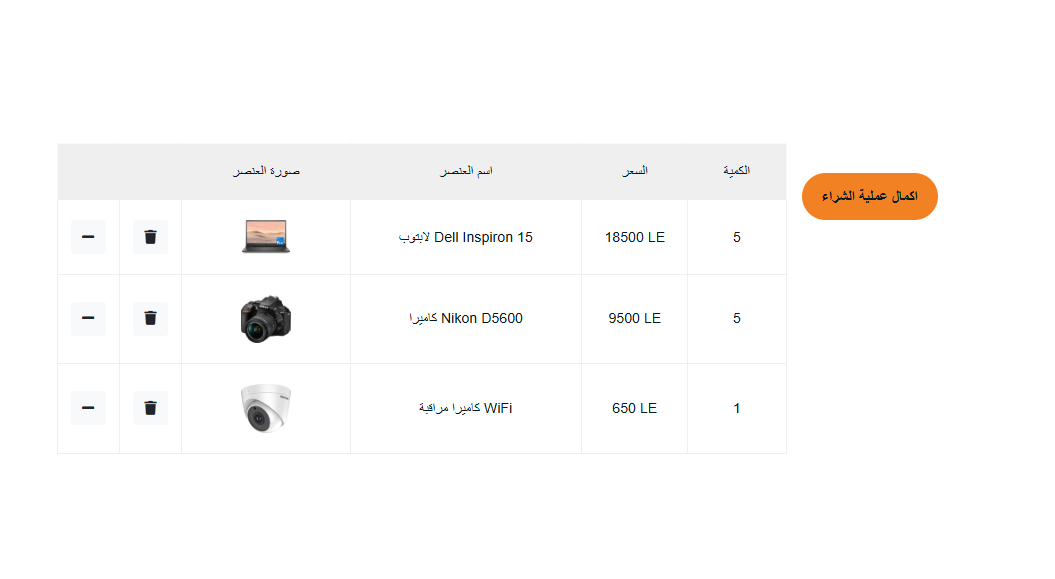 الكمية
السعر
اسم العنصر
صورة العنصر
اكمال عملية الشراء
5
18500 LE
لابتوب Dell Inspiron 15
5
9500 LE
كاميرا Nikon D5600
1
650 LE
كاميرا مراقبة WiFi